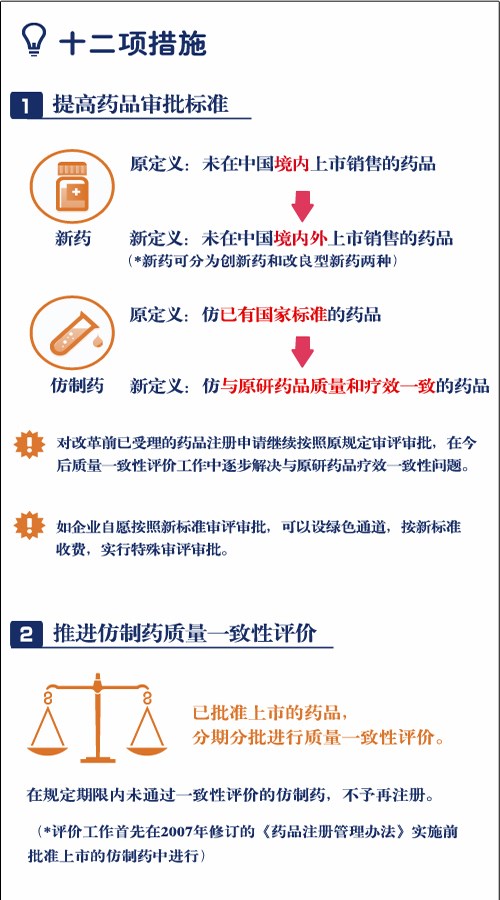 十二项措施
1 提高药品审批标准
原定义：未在中国境内上市销售的药品
新药
新定义：未在中国境内外上市销售的药品
（*新药可分为创新药和改良型新药两种）
原定义：仿已有国家标准的药品
仿制药
新定义：仿与原研药品质量和疗效一致的药品
对改革前已受理的药品注册申请继续按照原规定审评审批，在今
后质量一致性评价工作中逐步解决与原研药品疗效一致性问题。
如企业自愿按照新标准审评审批，可以设绿色通道，按新标准
收费，实行特殊审评审批。
2 推进仿制药质量一致性评价
已批准上市的药品，
分期分批进行质量一致性评价。
在规定期限内未通过一致性评价的仿制药，不予再注册。
（*评价工作首先在2007年修订的《药品注册管理办法》实施前
批准上市的仿制药中进行）